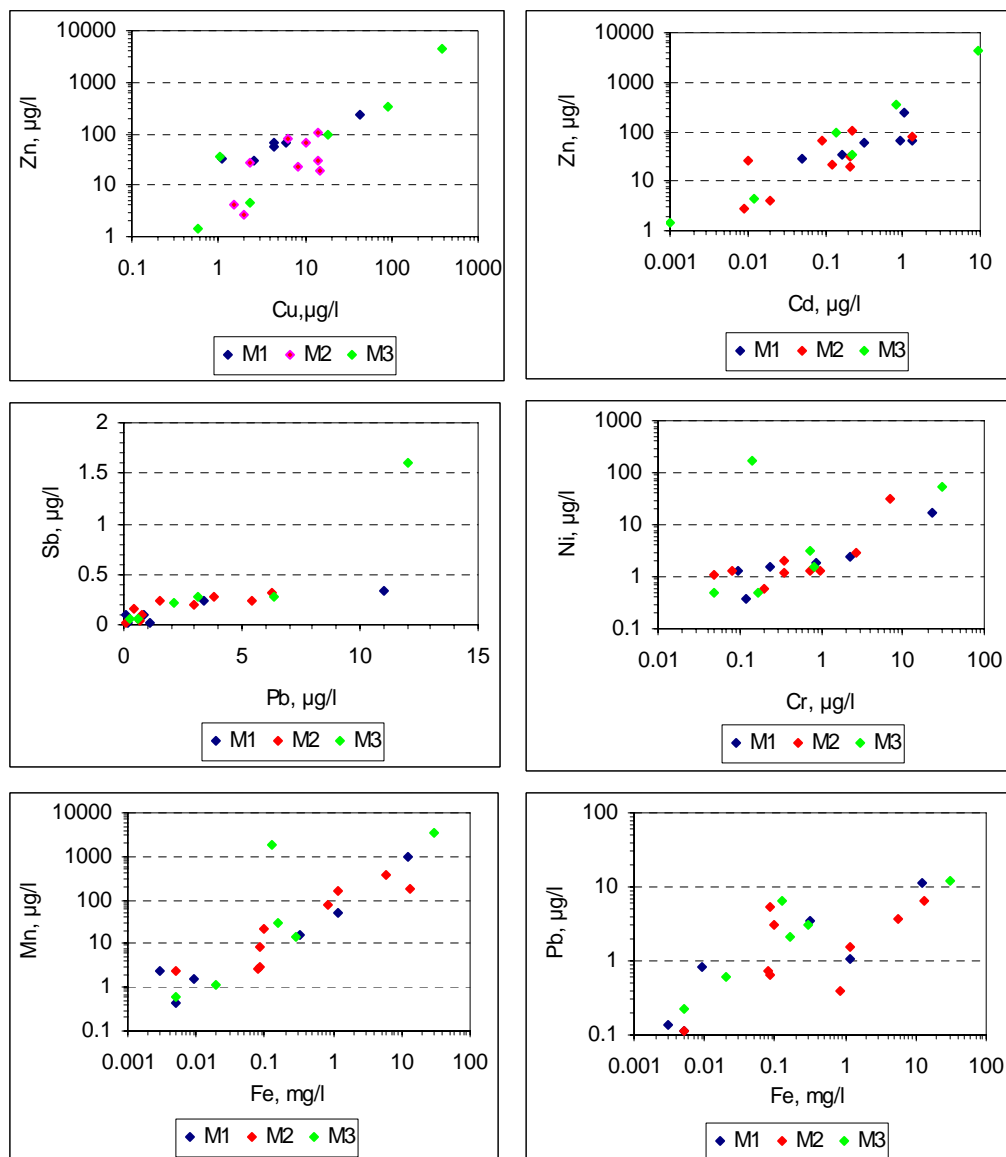 Zn, µg/l
10000
1000
100
10
1
0.1 1 10 100 1000
Cu,µg/l
M1 M2 M3
Zn, µg/l
10000
1000
100
10
1
0.001 0.01 0.1 1 10
Cd, µg/l
M1 M2 M3
Sb, µg/l
2
1.5
1
0.5
0
0 5 10 15
Pb, µg/l
M1 M2 M3
Ni, µg/l
1000
100
10
1
0.1
0.01 0.1 1 10 100
Cr, µg/l
M1 M2 M3
Mn, µg/l
10000
1000
100
10
1
0.1
0.001 0.01 0.1 1 10 100
Fe, mg/l
M1 M2 M3
Pb, µg/l
100
10
1
0.1
0.001 0.01 0.1 1 10 100
Fe, mg/l
M1 M2 M3